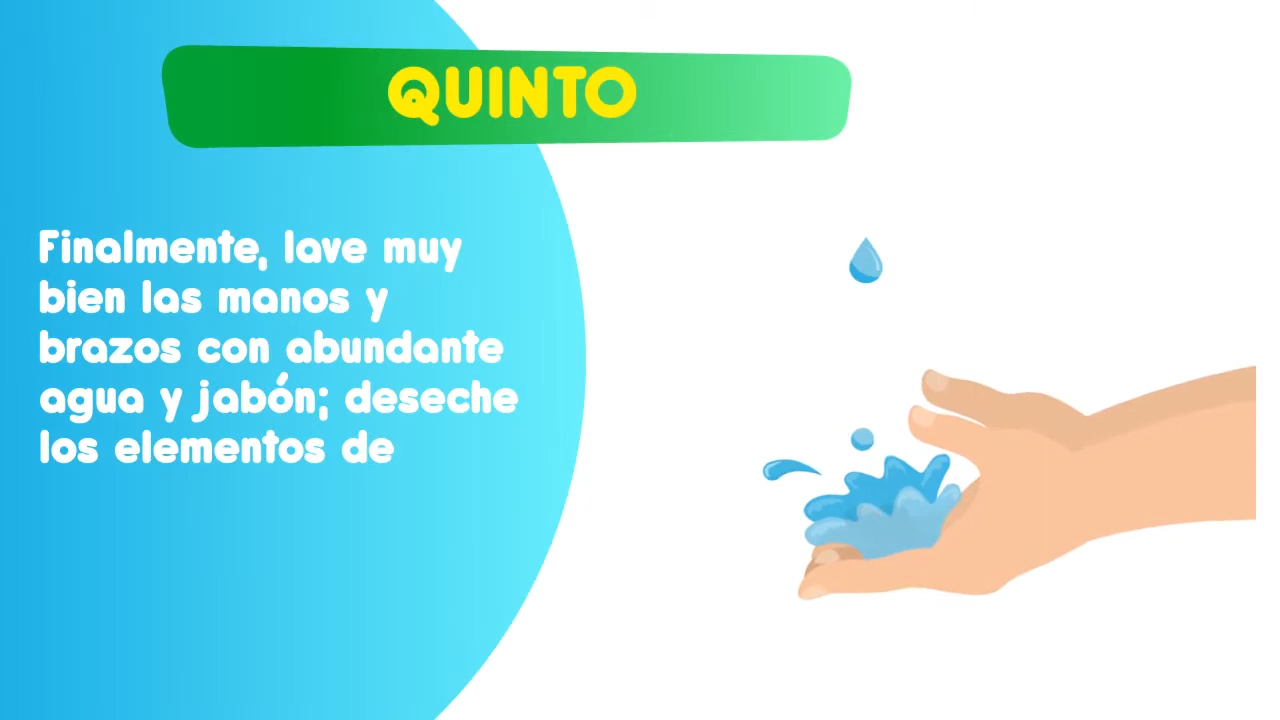 QUINTO
Finalmente, lave muy
bien las manos y
brazos con abundante
agua y jabón; deseche
los elementos de